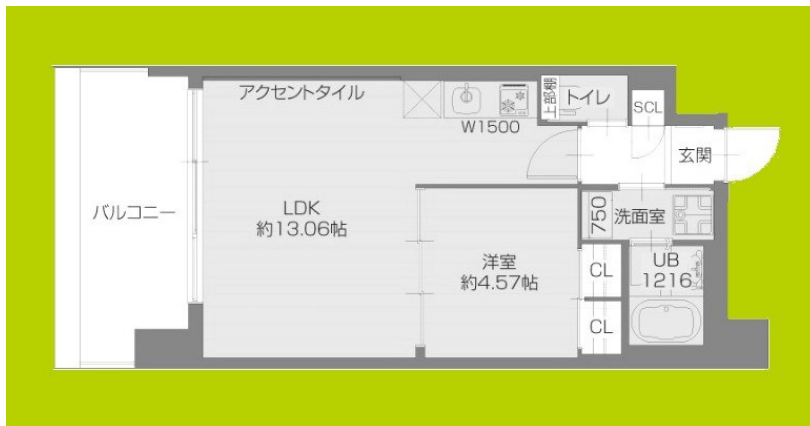 アクセントタイル
上部棚
トイレ
W1500
SCL
玄関
バルコニー
LDK
約13.06帖
洋室
約4.57帖
750
洗面室
UB
1216
CL
CL